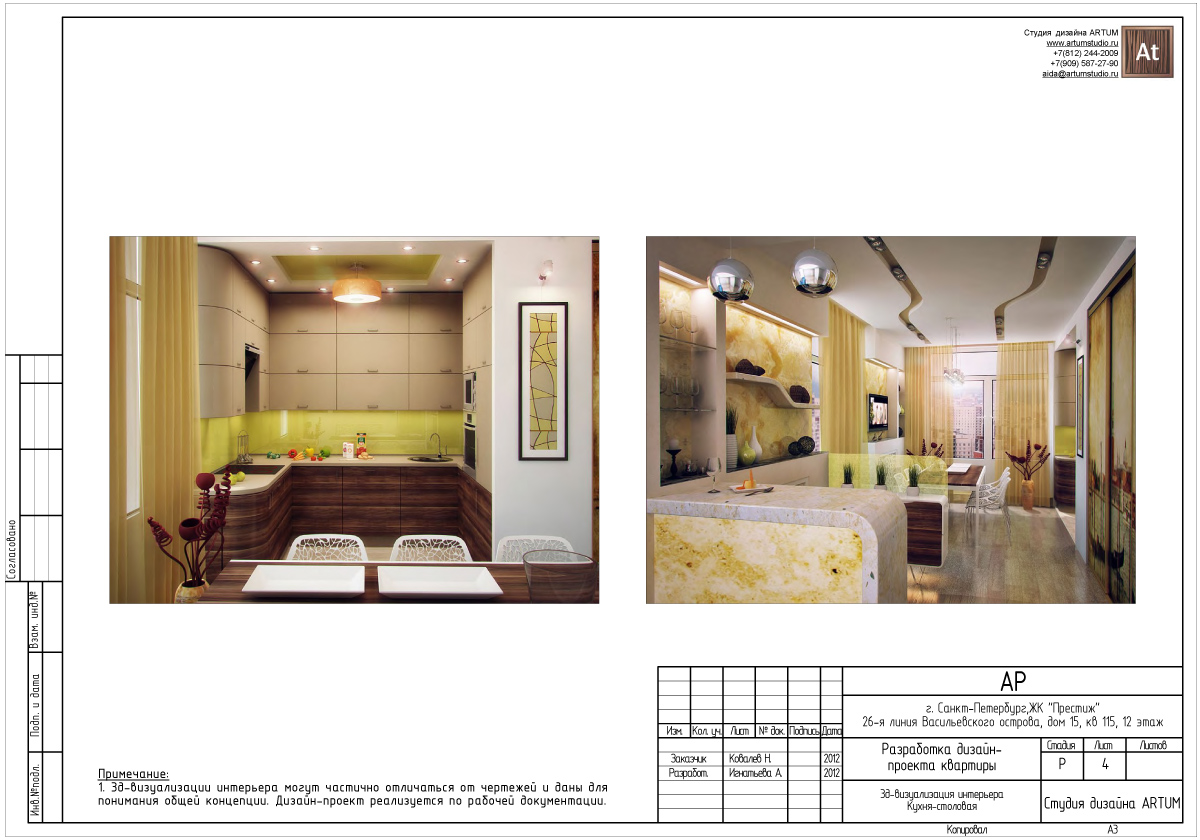 Студия дизайна ARTUM
www.artumstudio.ru
+7(812) 244-2009
+7(909) 587-27-90
aida@artumstudio.ru
At
Согласовано
Взам. инв.№
Подп. и дата
Инв.№подл.
Примечание:
1. 3д-визуализации интерьера могут частично отличаться от чертежей и даны для
понимания общей концепции. Дизайн-проект реализуется по рабочей документации.
АР
г. Санкт-Петербург,ЖК "Престиж"
26-я линия Васильевского острова, дом 15, кв 115, 12 этаж
Изм. Кол. уч. Лист № док. Подпись Дата
Заказчик Ковалев Н. 2012
Разработ. Игнатьева А. 2012
Разработка дизайн-
проекта квартиры
Стадия Лист Листов
Р 4
3д-визуализация интерьера
Кухня-столовая
Студия дизайна ARTUM
Копировал А3